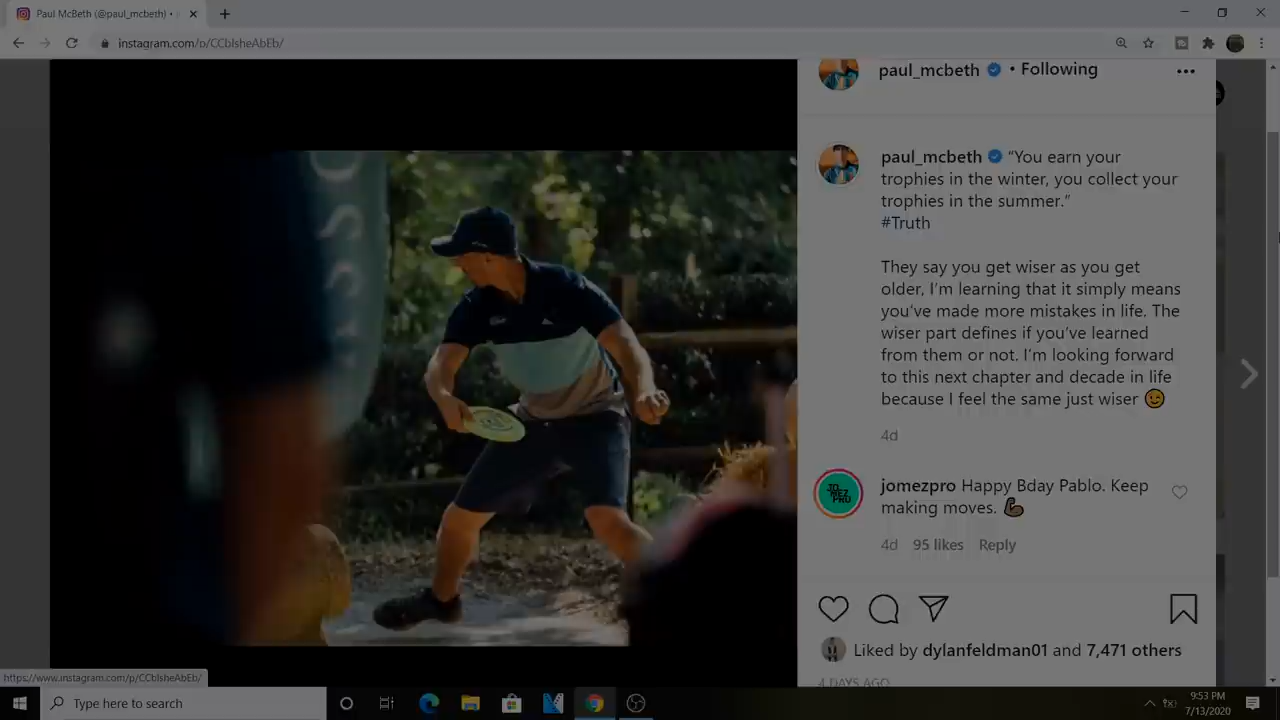 Paul McBeth (@paul_mcbeth) •
instagram.com/p/CCbIsheAbEb/
paul_mcbeth • Following
paul_mcbeth “You earn your
trophies in the winter, you collect your
trophies in the summer.”
#Truth
They say you get wiser as you get
older, I’m learning that it simply means
you’ve made more mistakes in life. The
wiser part defines if you’ve learned
from them or not. I’m looking forward
to this next chapter and decade in life
because I feel the same just wiser 😉
4d
JO
MEZ
PRO
jomezpro Happy Bday Pablo. Keep
making moves. 💪🏾
4d 95 likes Reply
Liked by dylanfeldman01 and 7,471 others
4 DAYS AGO
https://www.instagram.com/p/CCbIsheAbEb/
Type here to search
9:53 PM
7/13/2020